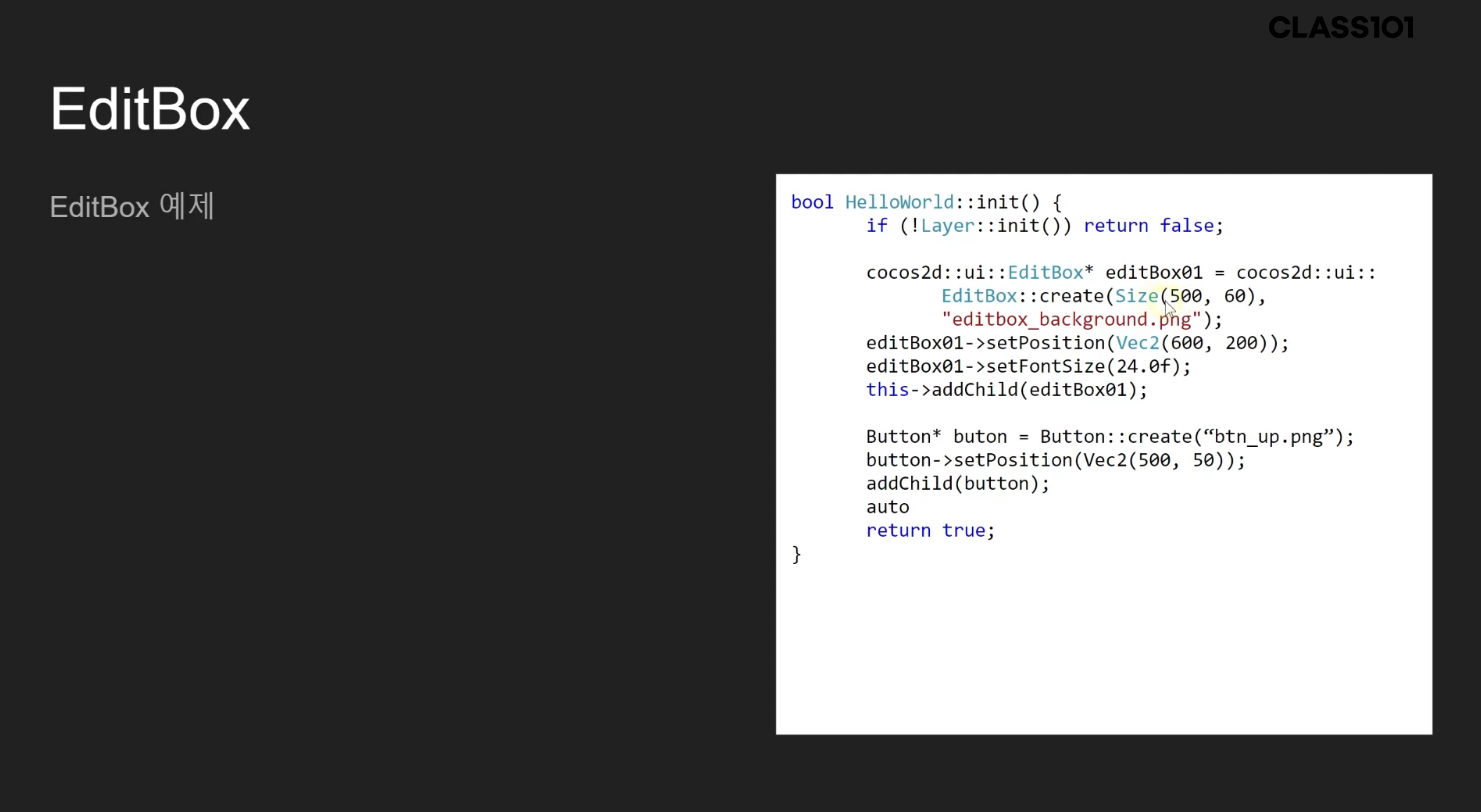 CLASS101
EditBox
EditBox 예제
bool HelloWorld::init() {
if (!Layer::init()) return false;
cocos2d::ui::EditBox* editBox01 = cocos2d::ui::
EditBox::create(Size(500, 60),
"editbox_background.png");
editBox01->setPosition(Vec2(600, 200));
editBox01->setFontSize(24.0f);
this->addChild(editBox01);
Button* buton = Button::create(“btn_up.png”);
button->setPosition(Vec2(500, 50));
addChild(button);
auto
return true;
}